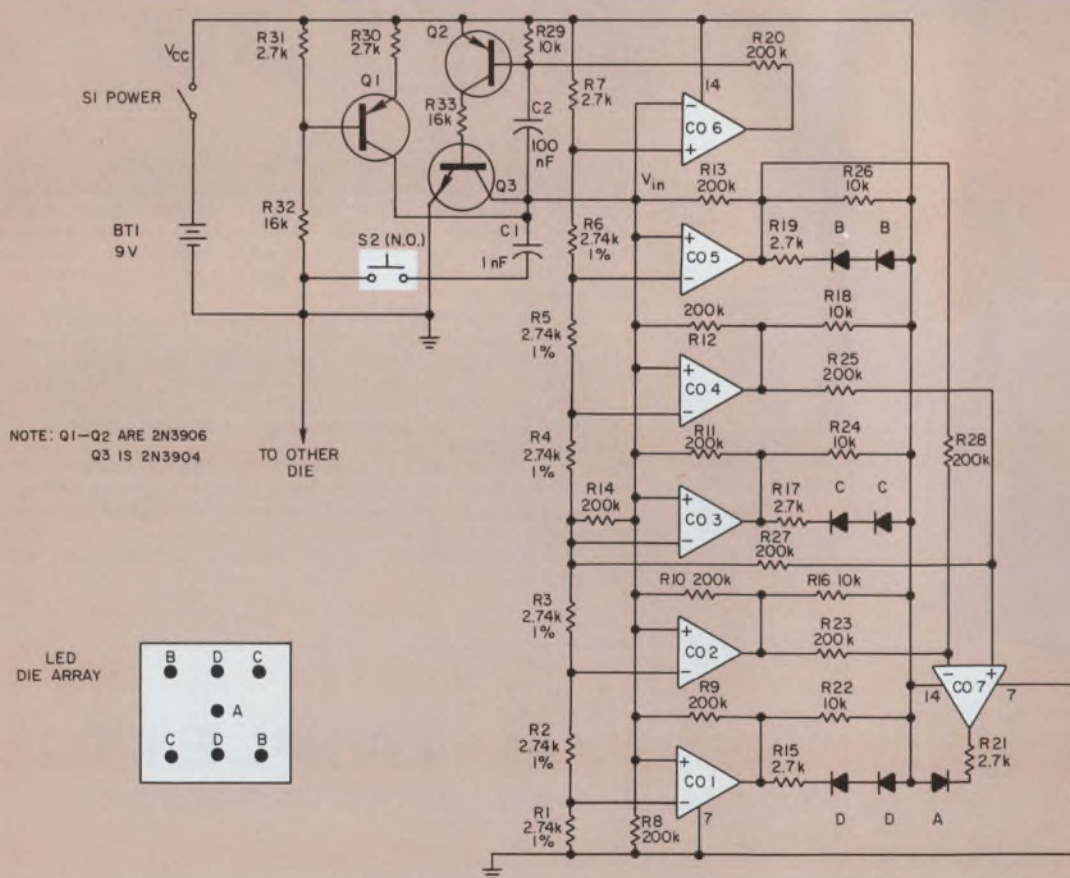 VCC
S1 POWER
BT1
9V
R31
2.7k
R30
2.7k
Q2
R29
10k
Q1
R33
16k
C2
100
nF
Q3
R32
16k
S2 (N.O.)
C1
1nF
R7
2.7k
R20
200k
14
−
CO 6
+
Vin
R13
200k
R26
10k
R6
2.74k
1%
+
CO 5
−
R19
2.7k
B
B
R5
2.74k
1%
200k
R12
R18
10k
+
CO 4
−
R25
200k
R4
2.74k
1%
R11
200k
R24
10k
R28
200k
R14
200k
+
CO 3
−
R17
2.7k
C
C
R27
200k
R3
2.74k
1%
R10 200k
R16 10k
+
CO 2
−
R23
200k
R2
2.74k
1%
R9
200k
R22
10k
14
−
CO 7
+
7
+
CO 1
−
7
R15
2.7k
R21
2.7k
D
D
A
R1
2.74k
1%
R8
200k
NOTE: Q1–Q2 ARE 2N3906
Q3 IS 2N3904
TO OTHER
DIE
LED
DIE ARRAY
B
D
C
A
C
D
B